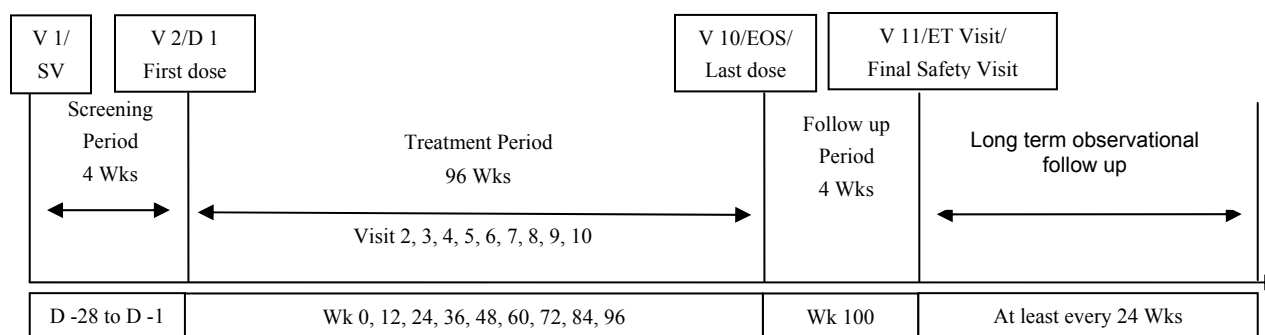 V 1/
SV
V 2/D 1
First dose
V 10/EOS/
Last dose
V 11/ET Visit/
Final Safety Visit
Screening
Period
4 Wks
Treatment Period
96 Wks
Follow up
Period
4 Wks
Long term observational
follow up
Visit 2, 3, 4, 5, 6, 7, 8, 9, 10
D -28 to D -1
Wk 0, 12, 24, 36, 48, 60, 72, 84, 96
Wk 100
At least every 24 Wks